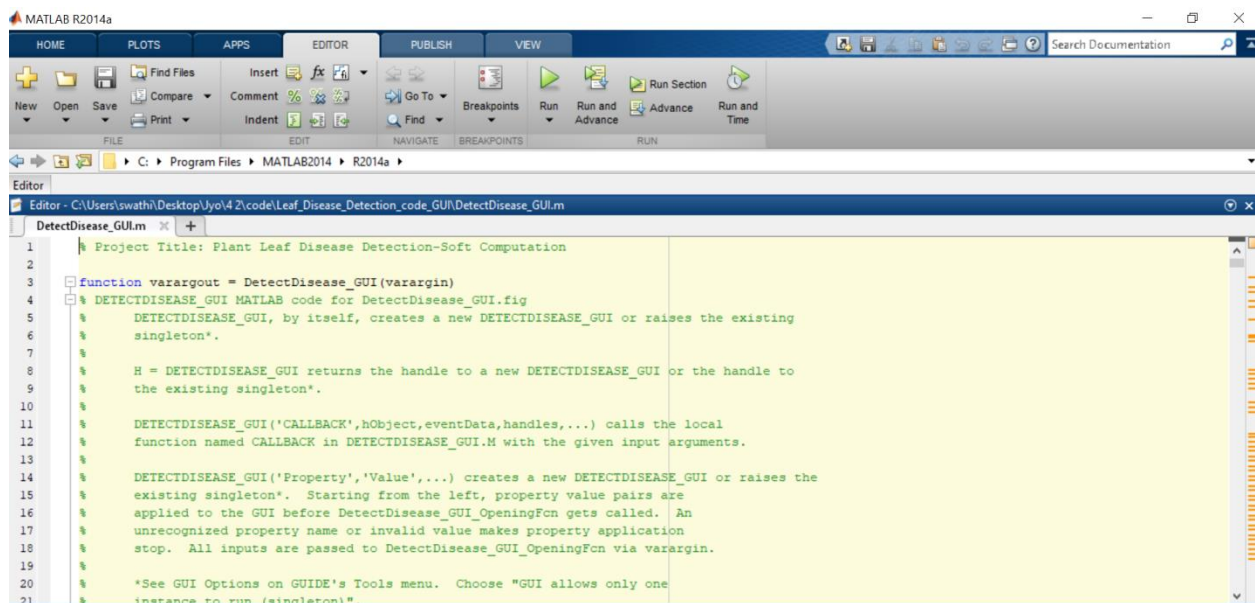 MATLAB R2014a
HOME PLOTS APPS EDITOR PUBLISH VIEW Search Documentation
Find Files Insert fx Run Section
Compare Comment % Go To Advance
Print Indent Find
New Open Save Breakpoints Run Run and Advance Run and Time
FILE EDIT NAVIGATE BREAKPOINTS RUN
C: Program Files MATLAB2014 R2014a
Editor
Editor - C:\Users\swathi\Desktop\Jyo\4 2\code\Leaf_Disease_Detection_code_GUI\DetectDisease_GUI.m
DetectDisease_GUI.m × +
1 % Project Title: Plant Leaf Disease Detection-Soft Computation
2
3 function varargout = DetectDisease_GUI(varargin)
4 % DETECTDISEASE_GUI MATLAB code for DetectDisease_GUI.fig
5 % DETECTDISEASE_GUI, by itself, creates a new DETECTDISEASE_GUI or raises the existing
6 % singleton*.
7 %
8 % H = DETECTDISEASE_GUI returns the handle to a new DETECTDISEASE_GUI or the handle to
9 % the existing singleton*.
10 %
11 % DETECTDISEASE_GUI('CALLBACK',hObject,eventData,handles,...) calls the local
12 % function named CALLBACK in DETECTDISEASE_GUI.M with the given input arguments.
13 %
14 % DETECTDISEASE_GUI('Property','Value',...) creates a new DETECTDISEASE_GUI or raises the
15 % existing singleton*. Starting from the left, property value pairs are
16 % applied to the GUI before DetectDisease_GUI_OpeningFcn gets called. An
17 % unrecognized property name or invalid value makes property application
18 % stop. All inputs are passed to DetectDisease_GUI_OpeningFcn via varargin.
19 %
20 % *See GUI Options on GUIDE's Tools menu. Choose "GUI allows only one
21 % instance to run (singleton)".